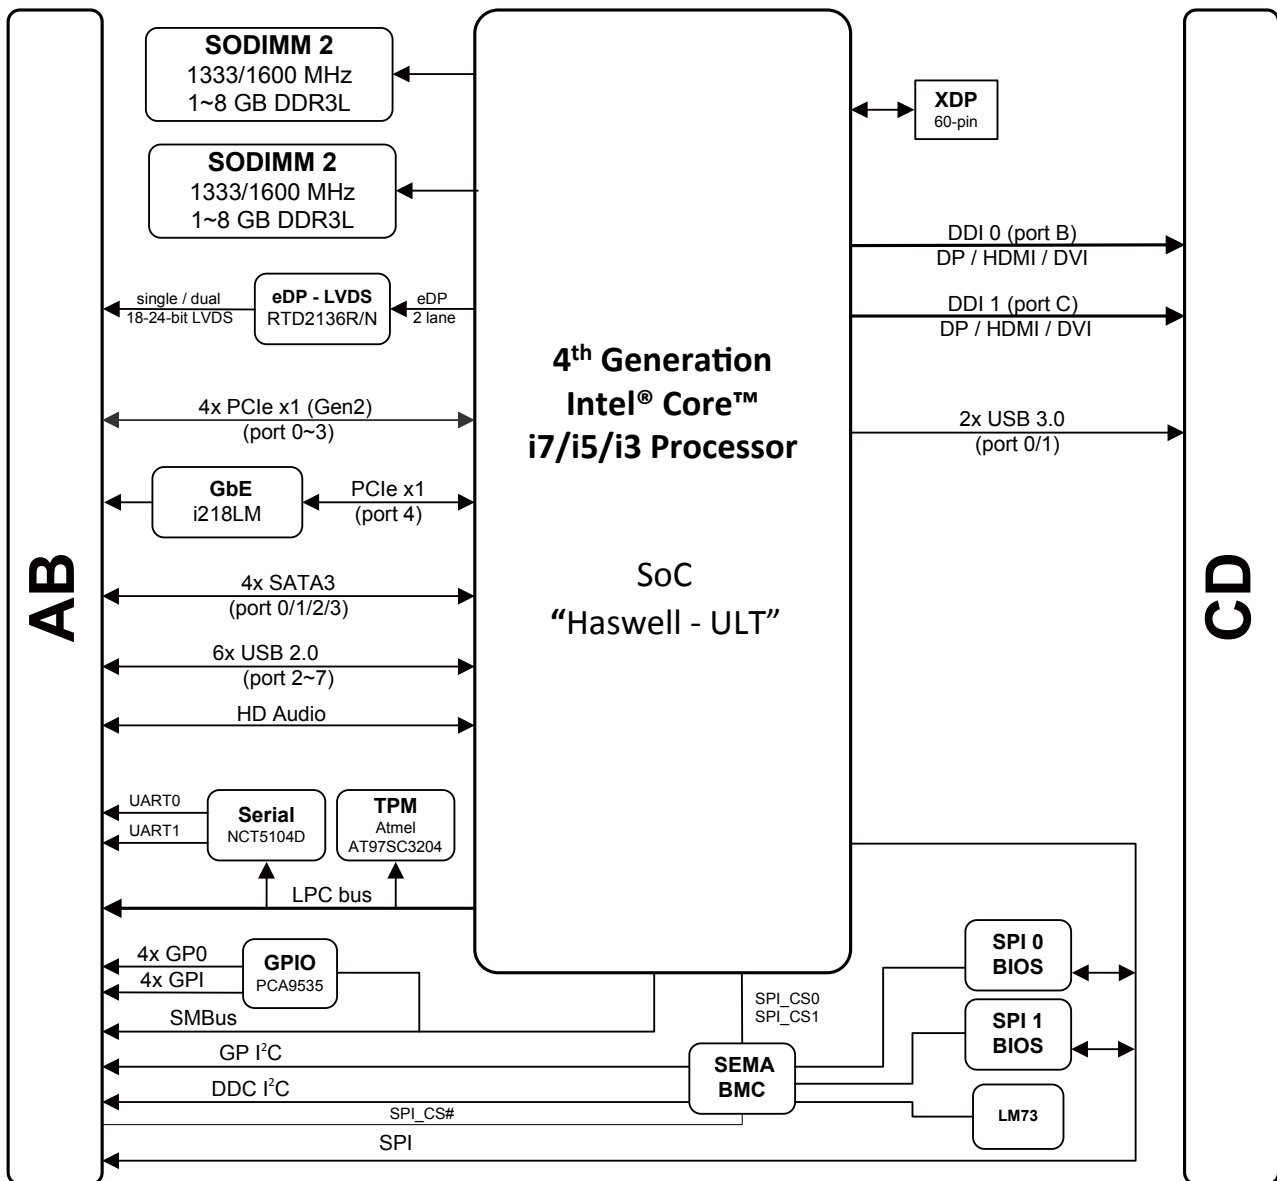 SODIMM 2
1333/1600 MHz
1~8 GB DDR3L
SODIMM 2
1333/1600 MHz
1~8 GB DDR3L
single / dual
18-24-bit LVDS
eDP - LVDS
RTD2136R/N
eDP
2 lane
4x PCIe x1 (Gen2)
(port 0~3)
GbE
i218LM
PCIe x1
(port 4)
AB
4x SATA3
(port 0/1/2/3)
6x USB 2.0
(port 2~7)
HD Audio
UART0
UART1
Serial
NCT5104D
TPM
Atmel
AT97SC3204
LPC bus
4x GP0
4x GPI
GPIO
PCA9535
SMBus
GP I²C
DDC I²C
SPI_CS#
SPI
4th Generation
Intel® Core™
i7/i5/i3 Processor
SoC
“Haswell - ULT”
SPI_CS0
SPI_CS1
SEMA
BMC
XDP
60-pin
DDI 0 (port B)
DP / HDMI / DVI
DDI 1 (port C)
DP / HDMI / DVI
2x USB 3.0
(port 0/1)
SPI 0
BIOS
SPI 1
BIOS
LM73
CD